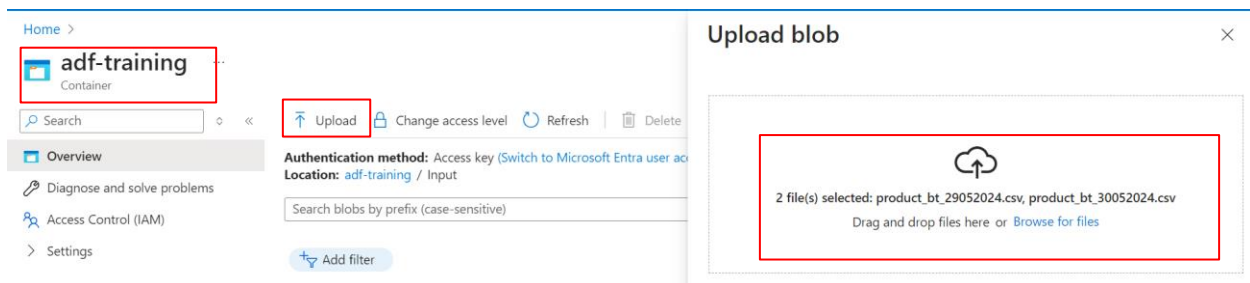 Home >
adf-training ...
Container
Search
Overview
Diagnose and solve problems
Access Control (IAM)
Settings
Upload
Change access level
Refresh
Delete
Authentication method: Access key (Switch to Microsoft Entra user
Location: adf-training / Input
Search blobs by prefix (case-sensitive)
Add filter
Upload blob
2 file(s) selected: product_bt_29052024.csv, product_bt_30052024.csv
Drag and drop files here or Browse for files